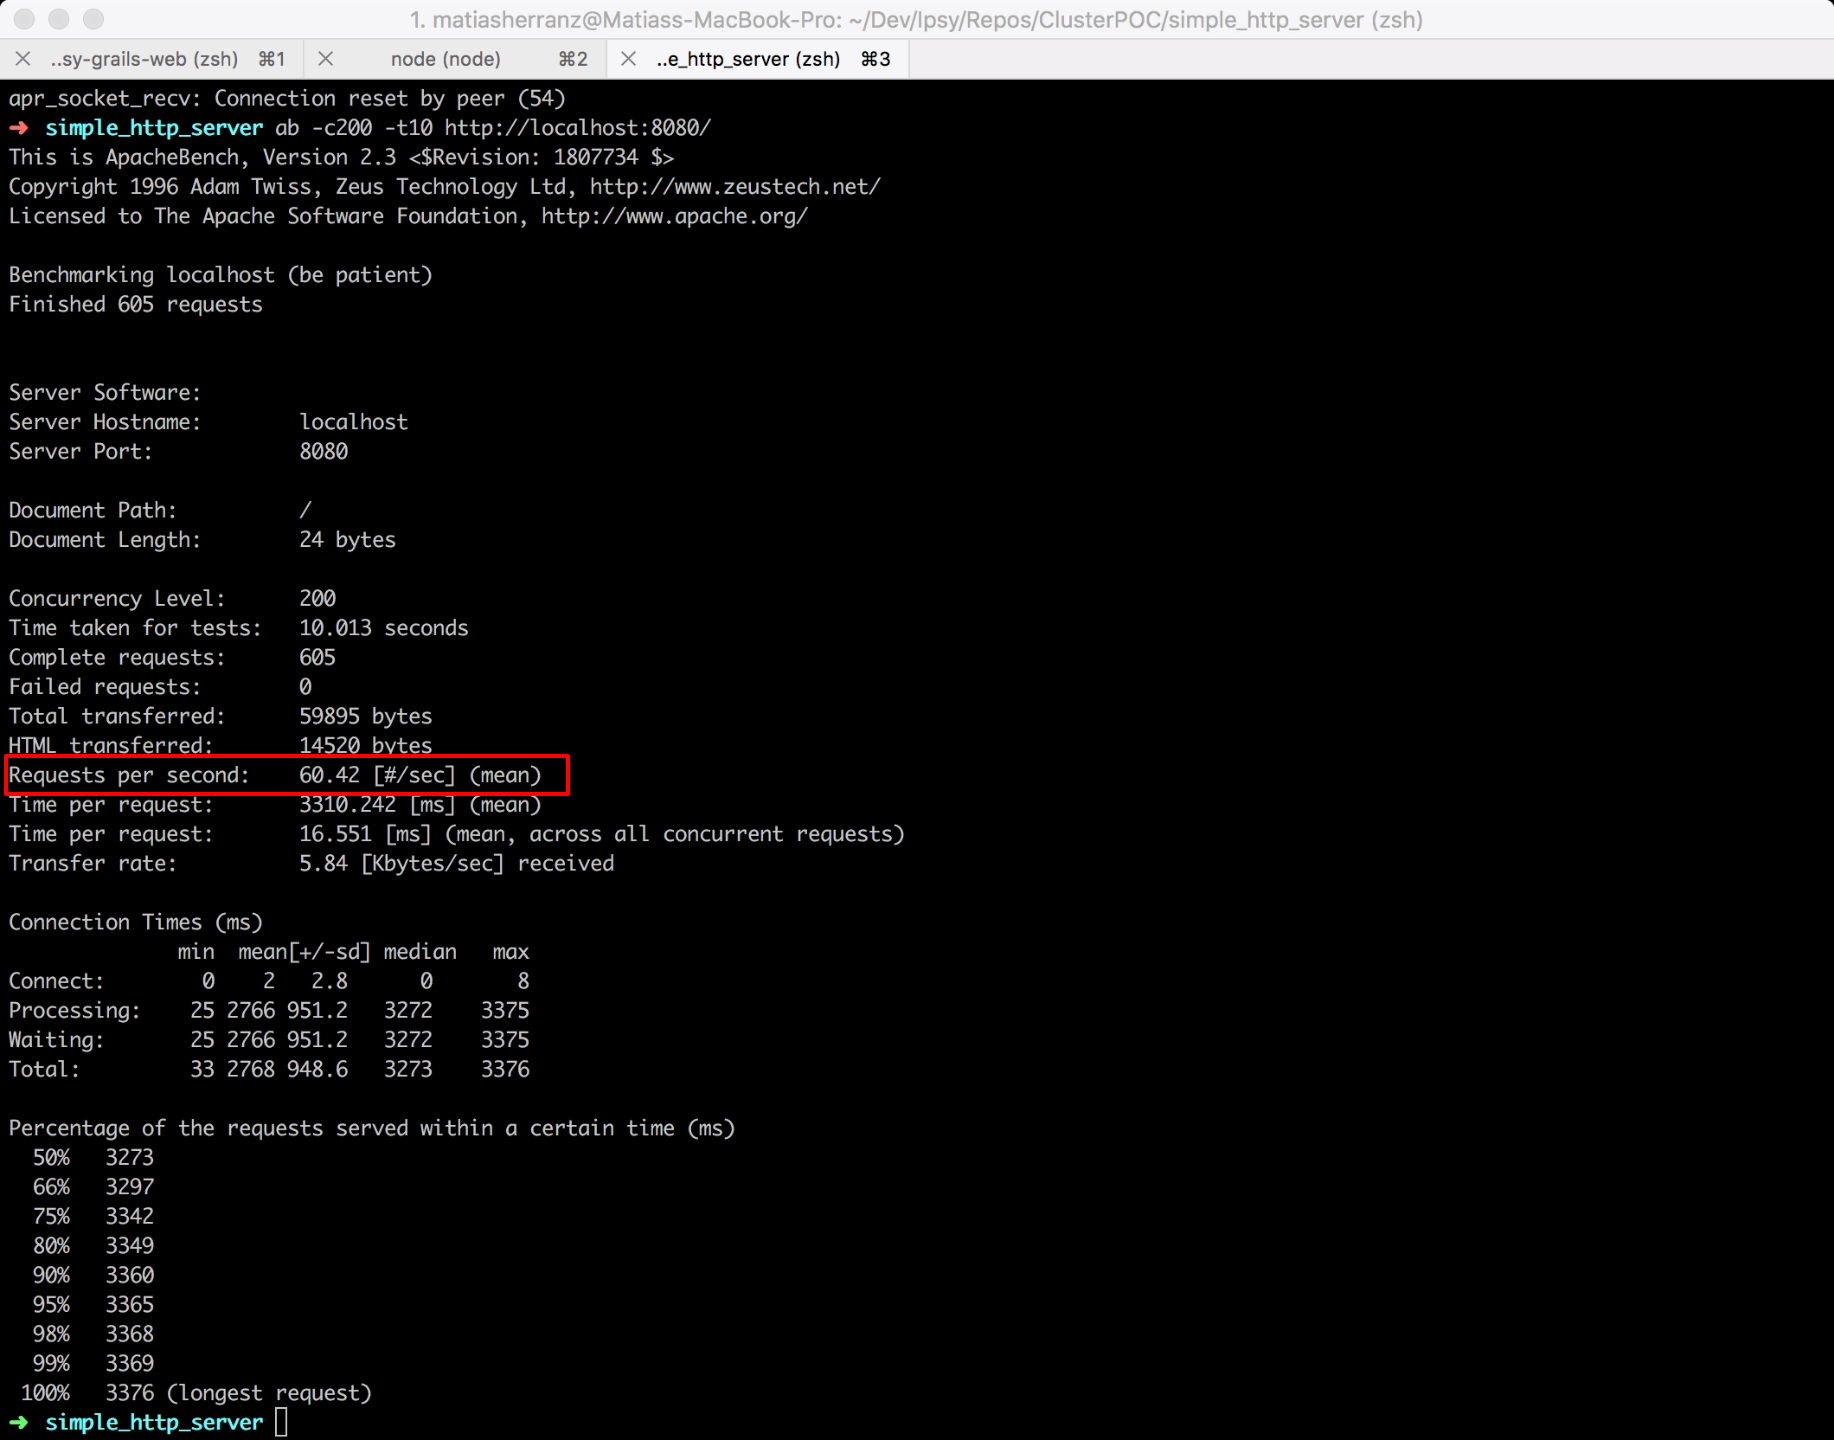 1. matiasherranz@Matiass-MacBook-Pro: ~/Dev/Ipsy/Repos/ClusterPOC/simple_http_server (zsh)
..sy-grails-web (zsh) ⌘1 node (node) ⌘2 ..e_http_server (zsh) ⌘3
apr_socket_recv: Connection reset by peer (54)
➜ simple_http_server ab -c200 -t10 http://localhost:8080/
This is ApacheBench, Version 2.3 <$Revision: 1807734 $>
Copyright 1996 Adam Twiss, Zeus Technology Ltd, http://www.zeustech.net/
Licensed to The Apache Software Foundation, http://www.apache.org/
Benchmarking localhost (be patient)
Finished 605 requests
Server Software:
Server Hostname: localhost
Server Port: 8080
Document Path: /
Document Length: 24 bytes
Concurrency Level: 200
Time taken for tests: 10.013 seconds
Complete requests: 605
Failed requests: 0
Total transferred: 59895 bytes
HTML transferred: 14520 bytes
Requests per second: 60.42 [#/sec] (mean)
Time per request: 3310.242 [ms] (mean)
Time per request: 16.551 [ms] (mean, across all concurrent requests)
Transfer rate: 5.84 [Kbytes/sec] received
Connection Times (ms)
min mean[+/-sd] median max
Connect: 0 2 2.8 0 8
Processing: 25 2766 951.2 3272 3375
Waiting: 25 2766 951.2 3272 3375
Total: 33 2768 948.6 3273 3376
Percentage of the requests served within a certain time (ms)
50% 3273
66% 3297
75% 3342
80% 3349
90% 3360
95% 3365
98% 3368
99% 3369
100% 3376 (longest request)
➜ simple_http_server